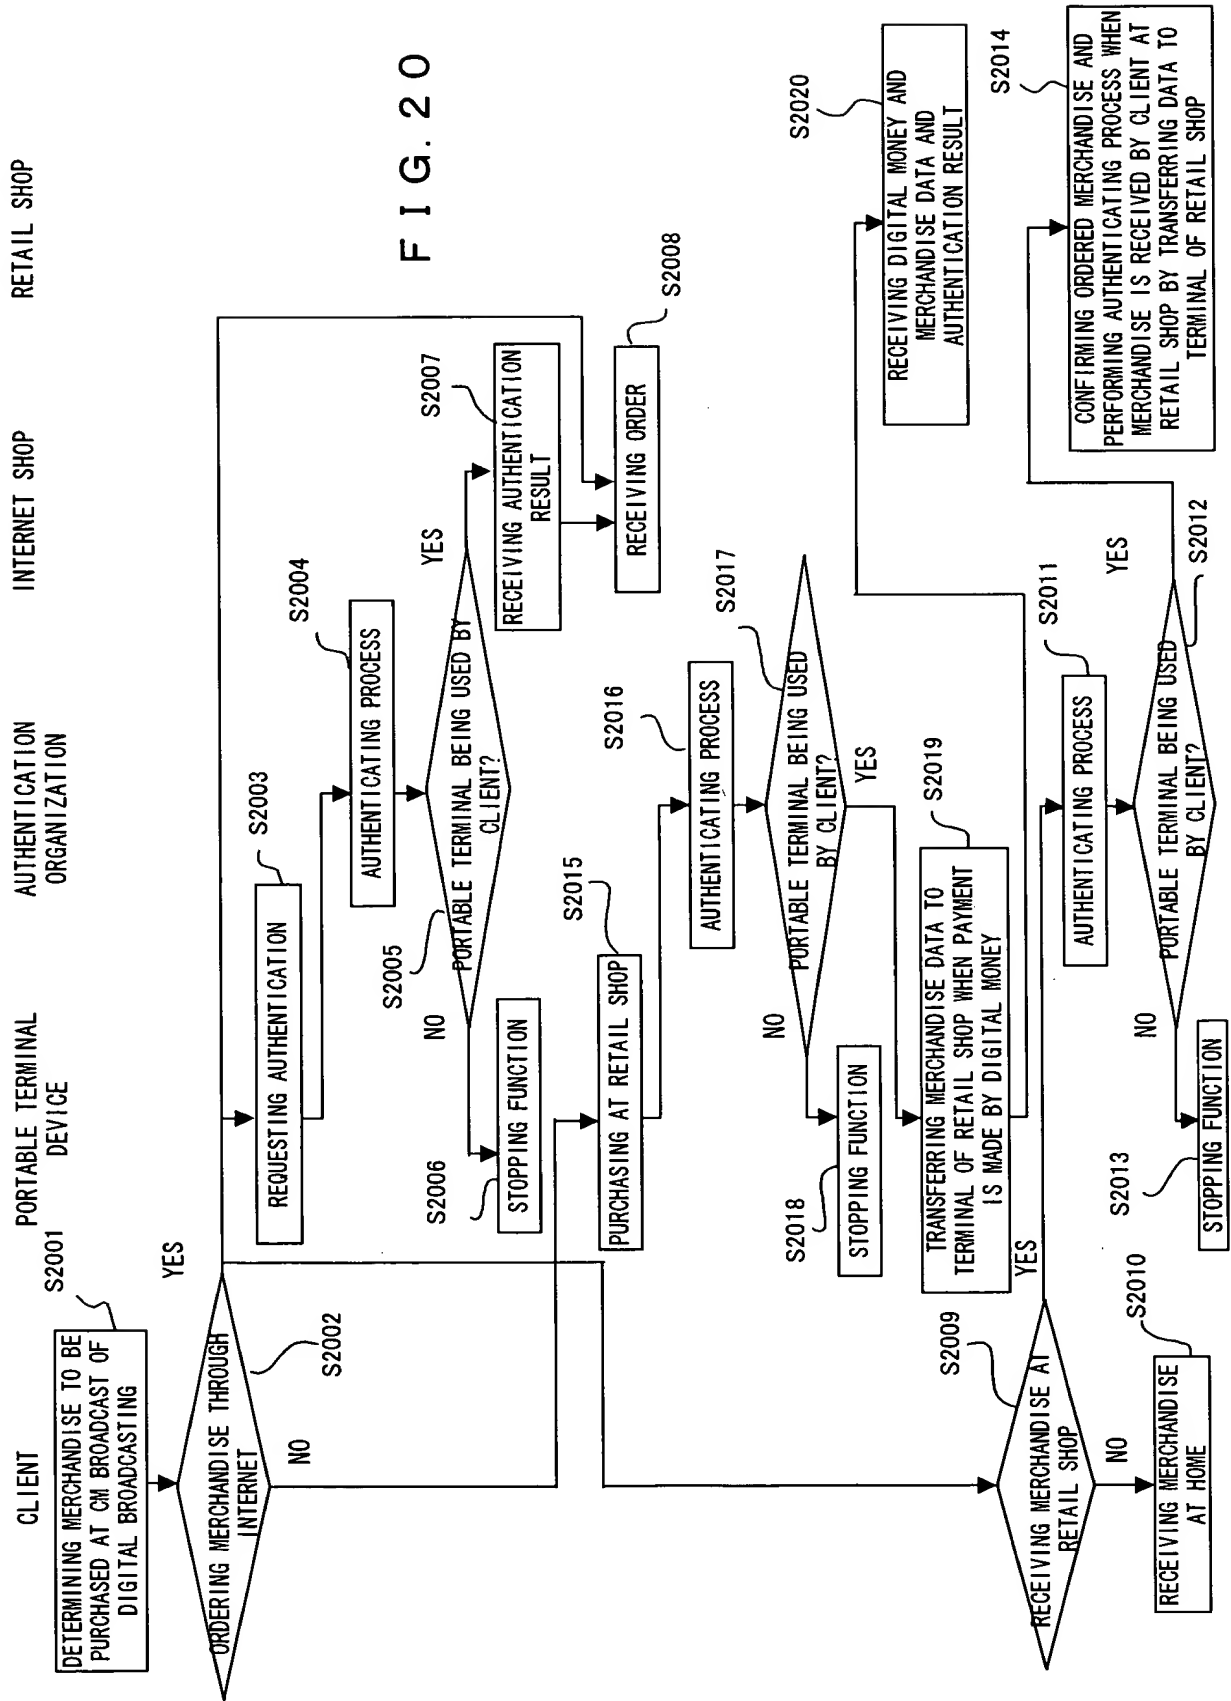 CLIENT
PORTABLE TERMINAL
DEVICE
AUTHENTICATION
ORGANIZATION
INTERNET SHOP
RETAIL SHOP
F I G. 2 0
S2001
DETERMINING MERCHANDISE TO BE
PURCHASED AT CM BROADCAST OF
DIGITAL BROADCASTING
ORDERING MERCHANDISE THROUGH
INTERNET
S2002
YES
NO
S2003
REQUESTING AUTHENTICATION
S2004
AUTHENTICATING PROCESS
S2005
PORTABLE TERMINAL BEING USED BY
CLIENT?
NO
YES
S2006
STOPPING FUNCTION
S2007
RECEIVING AUTHENTICATION
RESULT
S2008
RECEIVING ORDER
S2015
PURCHASING AT RETAIL SHOP
S2016
AUTHENTICATING PROCESS
S2017
PORTABLE TERMINAL BEING USED
BY CLIENT?
NO
YES
S2018
STOPPING FUNCTION
S2019
TRANSFERRING MERCHANDISE DATA TO
TERMINAL OF RETAIL SHOP WHEN PAYMENT
IS MADE BY DIGITAL MONEY
S2020
RECEIVING DIGITAL MONEY AND
MERCHANDISE DATA AND
AUTHENTICATION RESULT
S2009
RECEIVING MERCHANDISE AT
RETAIL SHOP
YES
NO
S2010
RECEIVING MERCHANDISE
AT HOME
S2011
AUTHENTICATING PROCESS
S2012
PORTABLE TERMINAL BEING USED
BY CLIENT?
NO
YES
S2013
STOPPING FUNCTION
S2014
CONFIRMING ORDERED MERCHANDISE AND
PERFORMING AUTHENTICATING PROCESS WHEN
MERCHANDISE IS RECEIVED BY CLIENT AT
RETAIL SHOP BY TRANSFERRING DATA TO
TERMINAL OF RETAIL SHOP